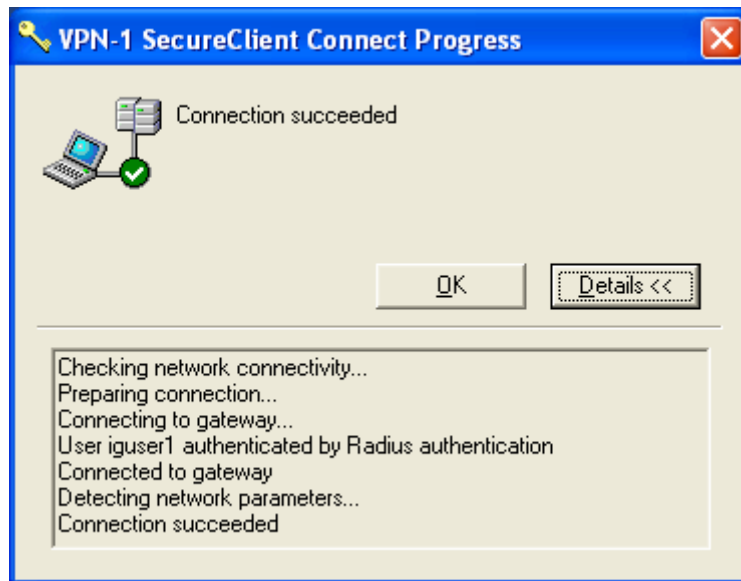 VPN-1 SecureClient Connect Progress
Connection succeeded
OK
Details <<
Checking network connectivity...
Preparing connection...
Connecting to gateway...
User iguser1 authenticated by Radius authentication
Connected to gateway
Detecting network parameters...
Connection succeeded